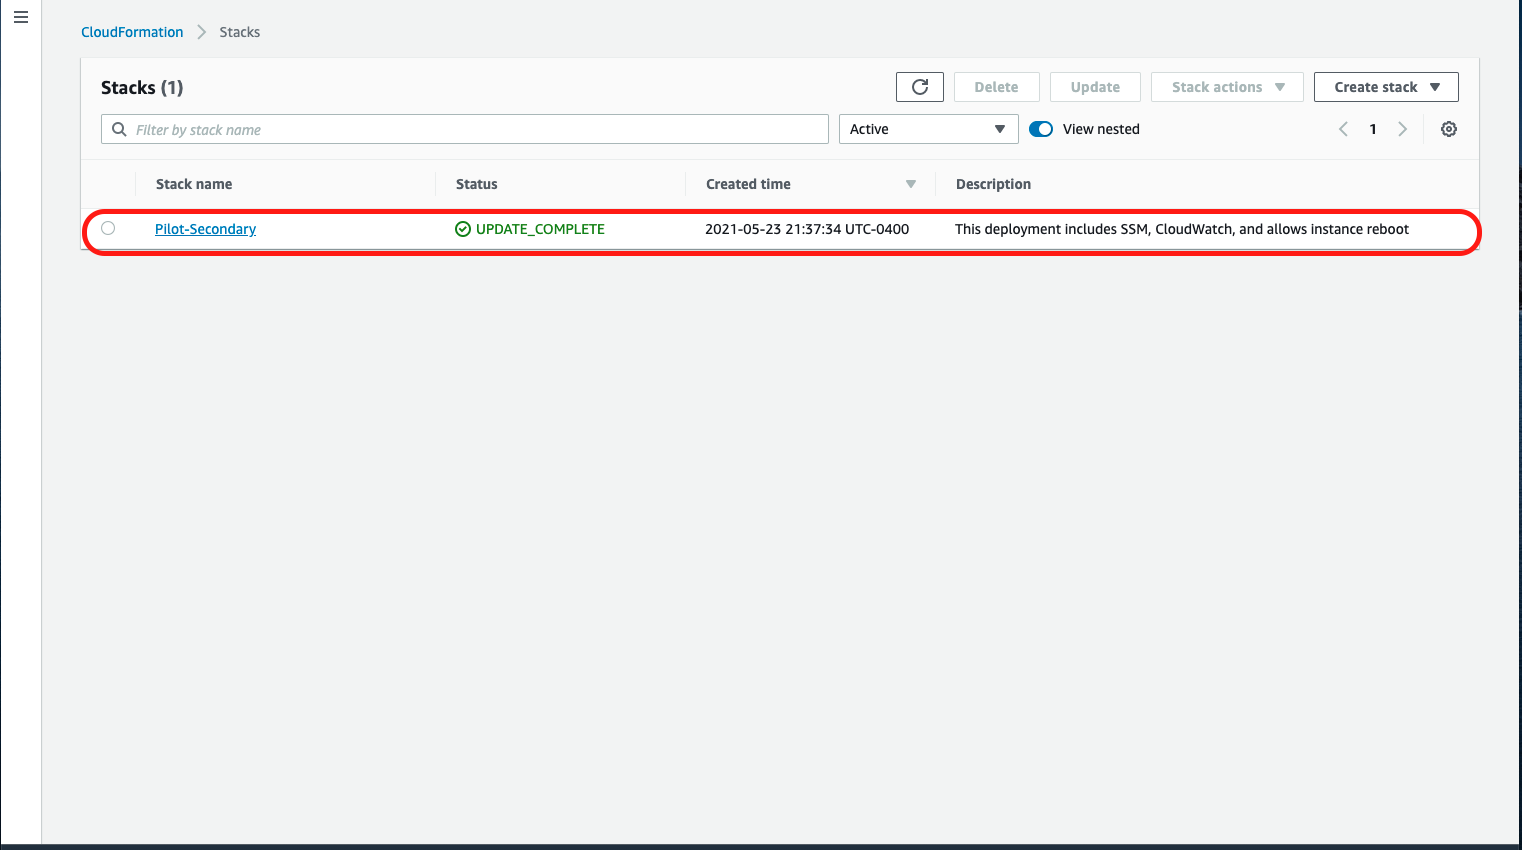 CloudFormation Stacks
Stacks (1)
Delete
Update
Stack actions
Create stack
Filter by stack name
Active
View nested
1
Stack name Status Created time Description
Pilot-Secondary UPDATE_COMPLETE 2021-05-23 21:37:34 UTC-0400 This deployment includes SSM, CloudWatch, and allows instance reboot